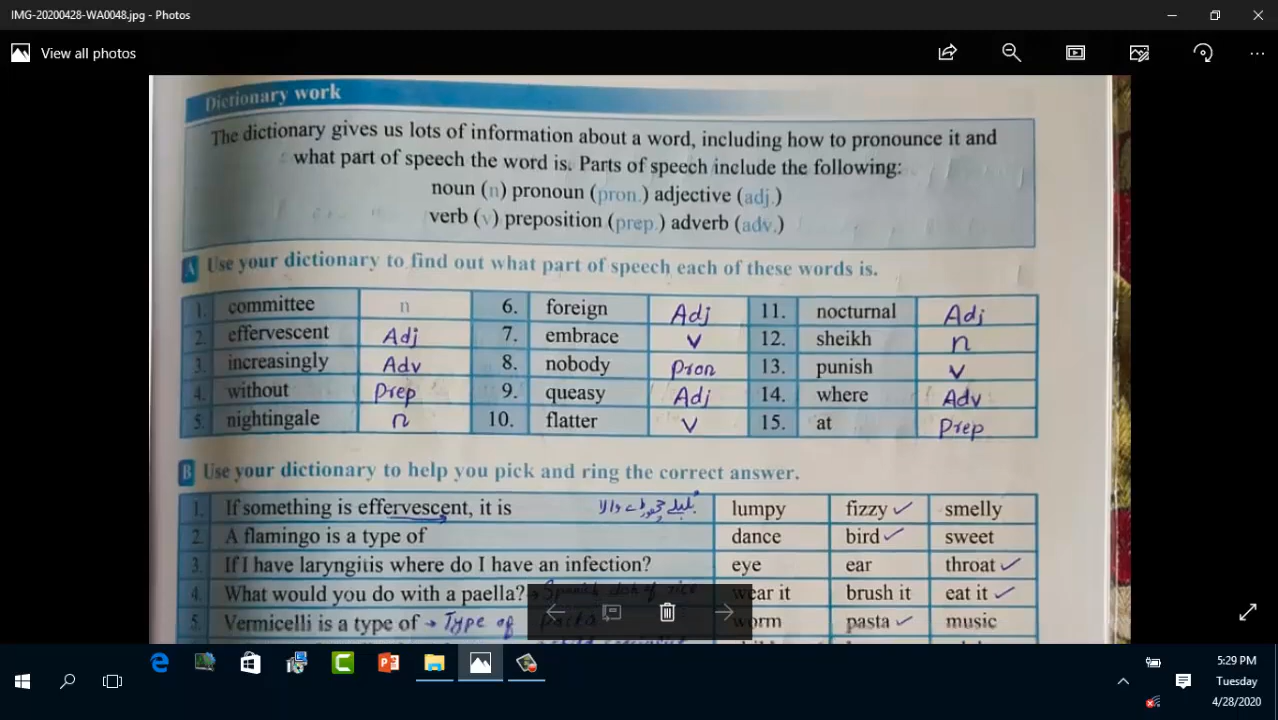 IMG-20200428-WA0048.jpg - Photos
View all photos
Dictionary work
The dictionary gives us lots of information about a word, including how to pronounce it and
what part of speech the word is. Parts of speech include the following:
noun (n) pronoun (pron.) adjective (adj.)
verb (v) preposition (prep.) adverb (adv.)
A Use your dictionary to find out what part of speech each of these words is.
1. committee n 6. foreign Adj 11. nocturnal Adj
2. effervescent Adj 7. embrace v 12. sheikh n
3. increasingly Adv 8. nobody Pron 13. punish v
4. without Prep 9. queasy Adj 14. where Adv
5. nightingale n 10. flatter v 15. at Prep
B Use your dictionary to help you pick and ring the correct answer.
1. If something is effervescent, it is والا lumpy fizzy ✓ smelly
2. A flamingo is a type of dance bird ✓ sweet
3. If I have laryngitis where do I have an infection? eye ear throat ✓
4. What would you do with a paella? → Spanish dish of rice wear it brush it eat it ✓
5. Vermicelli is a type of → Type of pasta worm pasta ✓ music
5:29 PM
Tuesday
4/28/2020